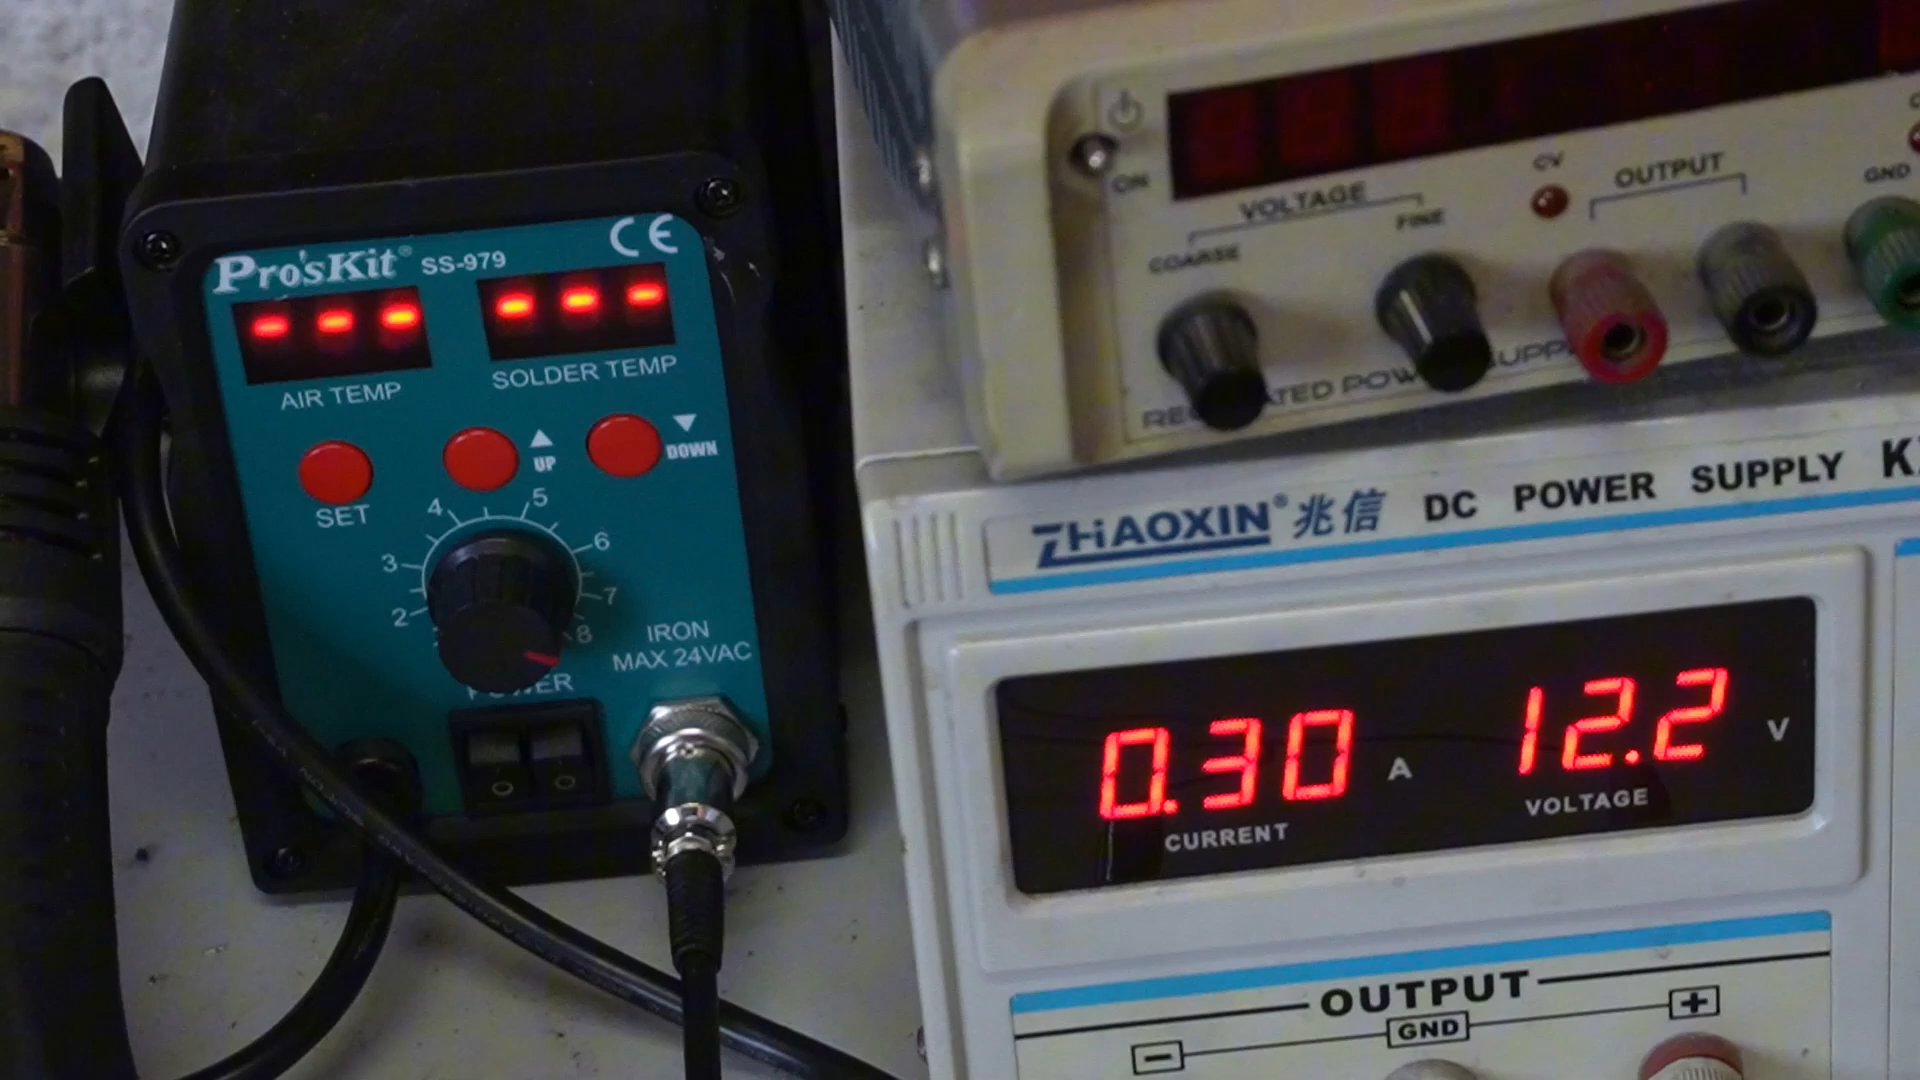 Pro'sKit® SS-979
CE
- - -
- - -
AIR TEMP
SOLDER TEMP
SET
UP
DOWN
2
3
4
5
6
7
8
IRON
MAX 24VAC
POWER
ON
VOLTAGE
COARSE
FINE
CV
OUTPUT
GND
ZHAOXIN® 兆信 DC POWER SUPPLY
0.30 A
12.2 V
CURRENT
VOLTAGE
OUTPUT
GND
-
+